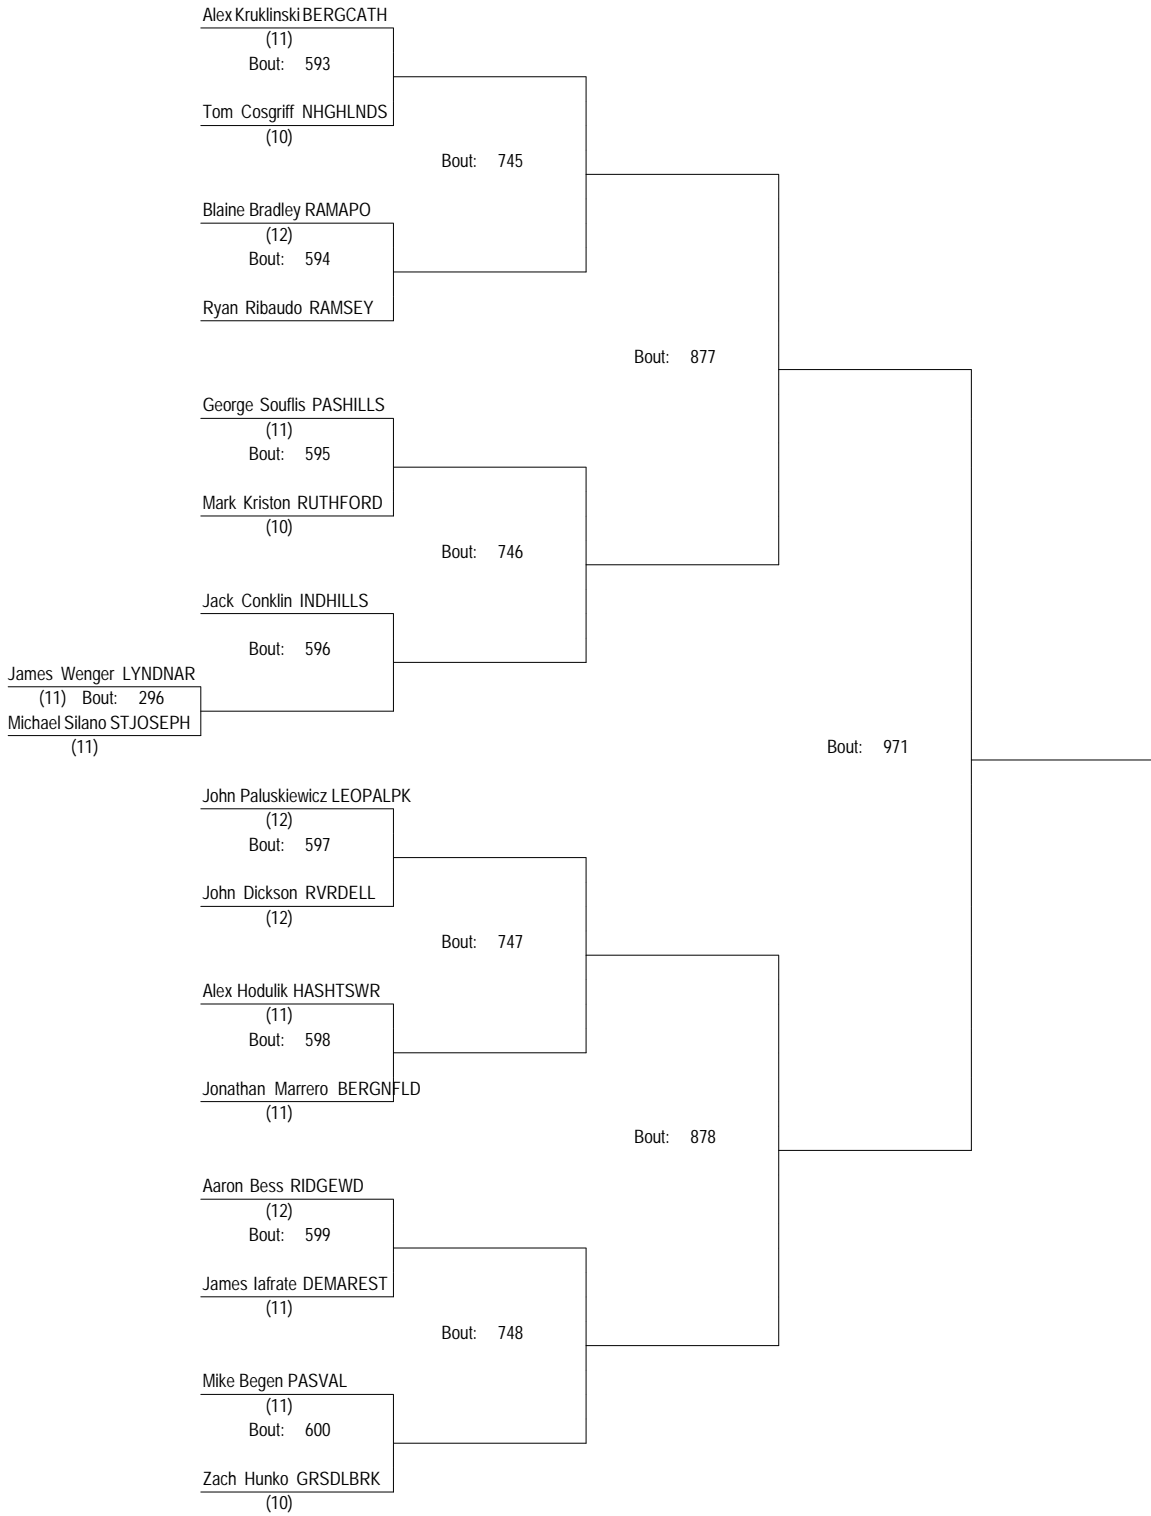 Alex Kruklinski BERGCATH
(11)
Bout: 593
Tom Cosgriff NHGHLNDS
(10)
Bout: 745
Blaine Bradley RAMAPO
(12)
Bout: 594
Ryan Ribaudo RAMSEY
Bout: 877
George Souflis PASHILLS
(11)
Bout: 595
Mark Kriston RUTHFORD
(10)
Bout: 746
Jack Conklin INDHILLS
Bout: 596
James Wenger LYNDNAR
(11) Bout: 296
Michael Silano STJOSEPH
(11)
Bout: 971
John Paluskiewicz LEOPALPK
(12)
Bout: 597
John Dickson RVRDELL
(12)
Bout: 747
Alex Hodulik HASHTSWR
(11)
Bout: 598
Jonathan Marrero BERGNFLD
(11)
Bout: 878
Aaron Bess RIDGEWD
(12)
Bout: 599
James Iafrate DEMAREST
(11)
Bout: 748
Mike Begen PASVAL
(11)
Bout: 600
Zach Hunko GRSDLBRK
(10)